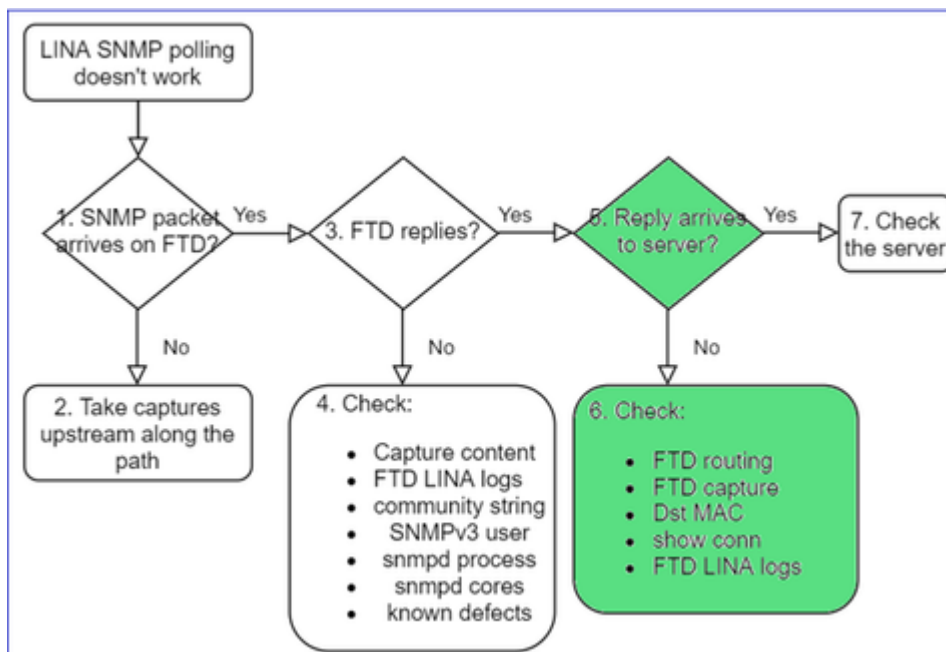 LINA SNMP polling
doesn't work
1. SNMP packet
arrives on FTD?
Yes
3. FTD replies?
Yes
5. Reply arrives
to server?
Yes
7. Check
the server
No
No
No
2. Take captures
upstream along the
path
4. Check:
• Capture content
• FTD LINA logs
• community string
• SNMPv3 user
• snmpd process
• snmpd cores
• known defects
6. Check:
• FTD routing
• FTD capture
• Dst MAC
• show conn
• FTD LINA logs